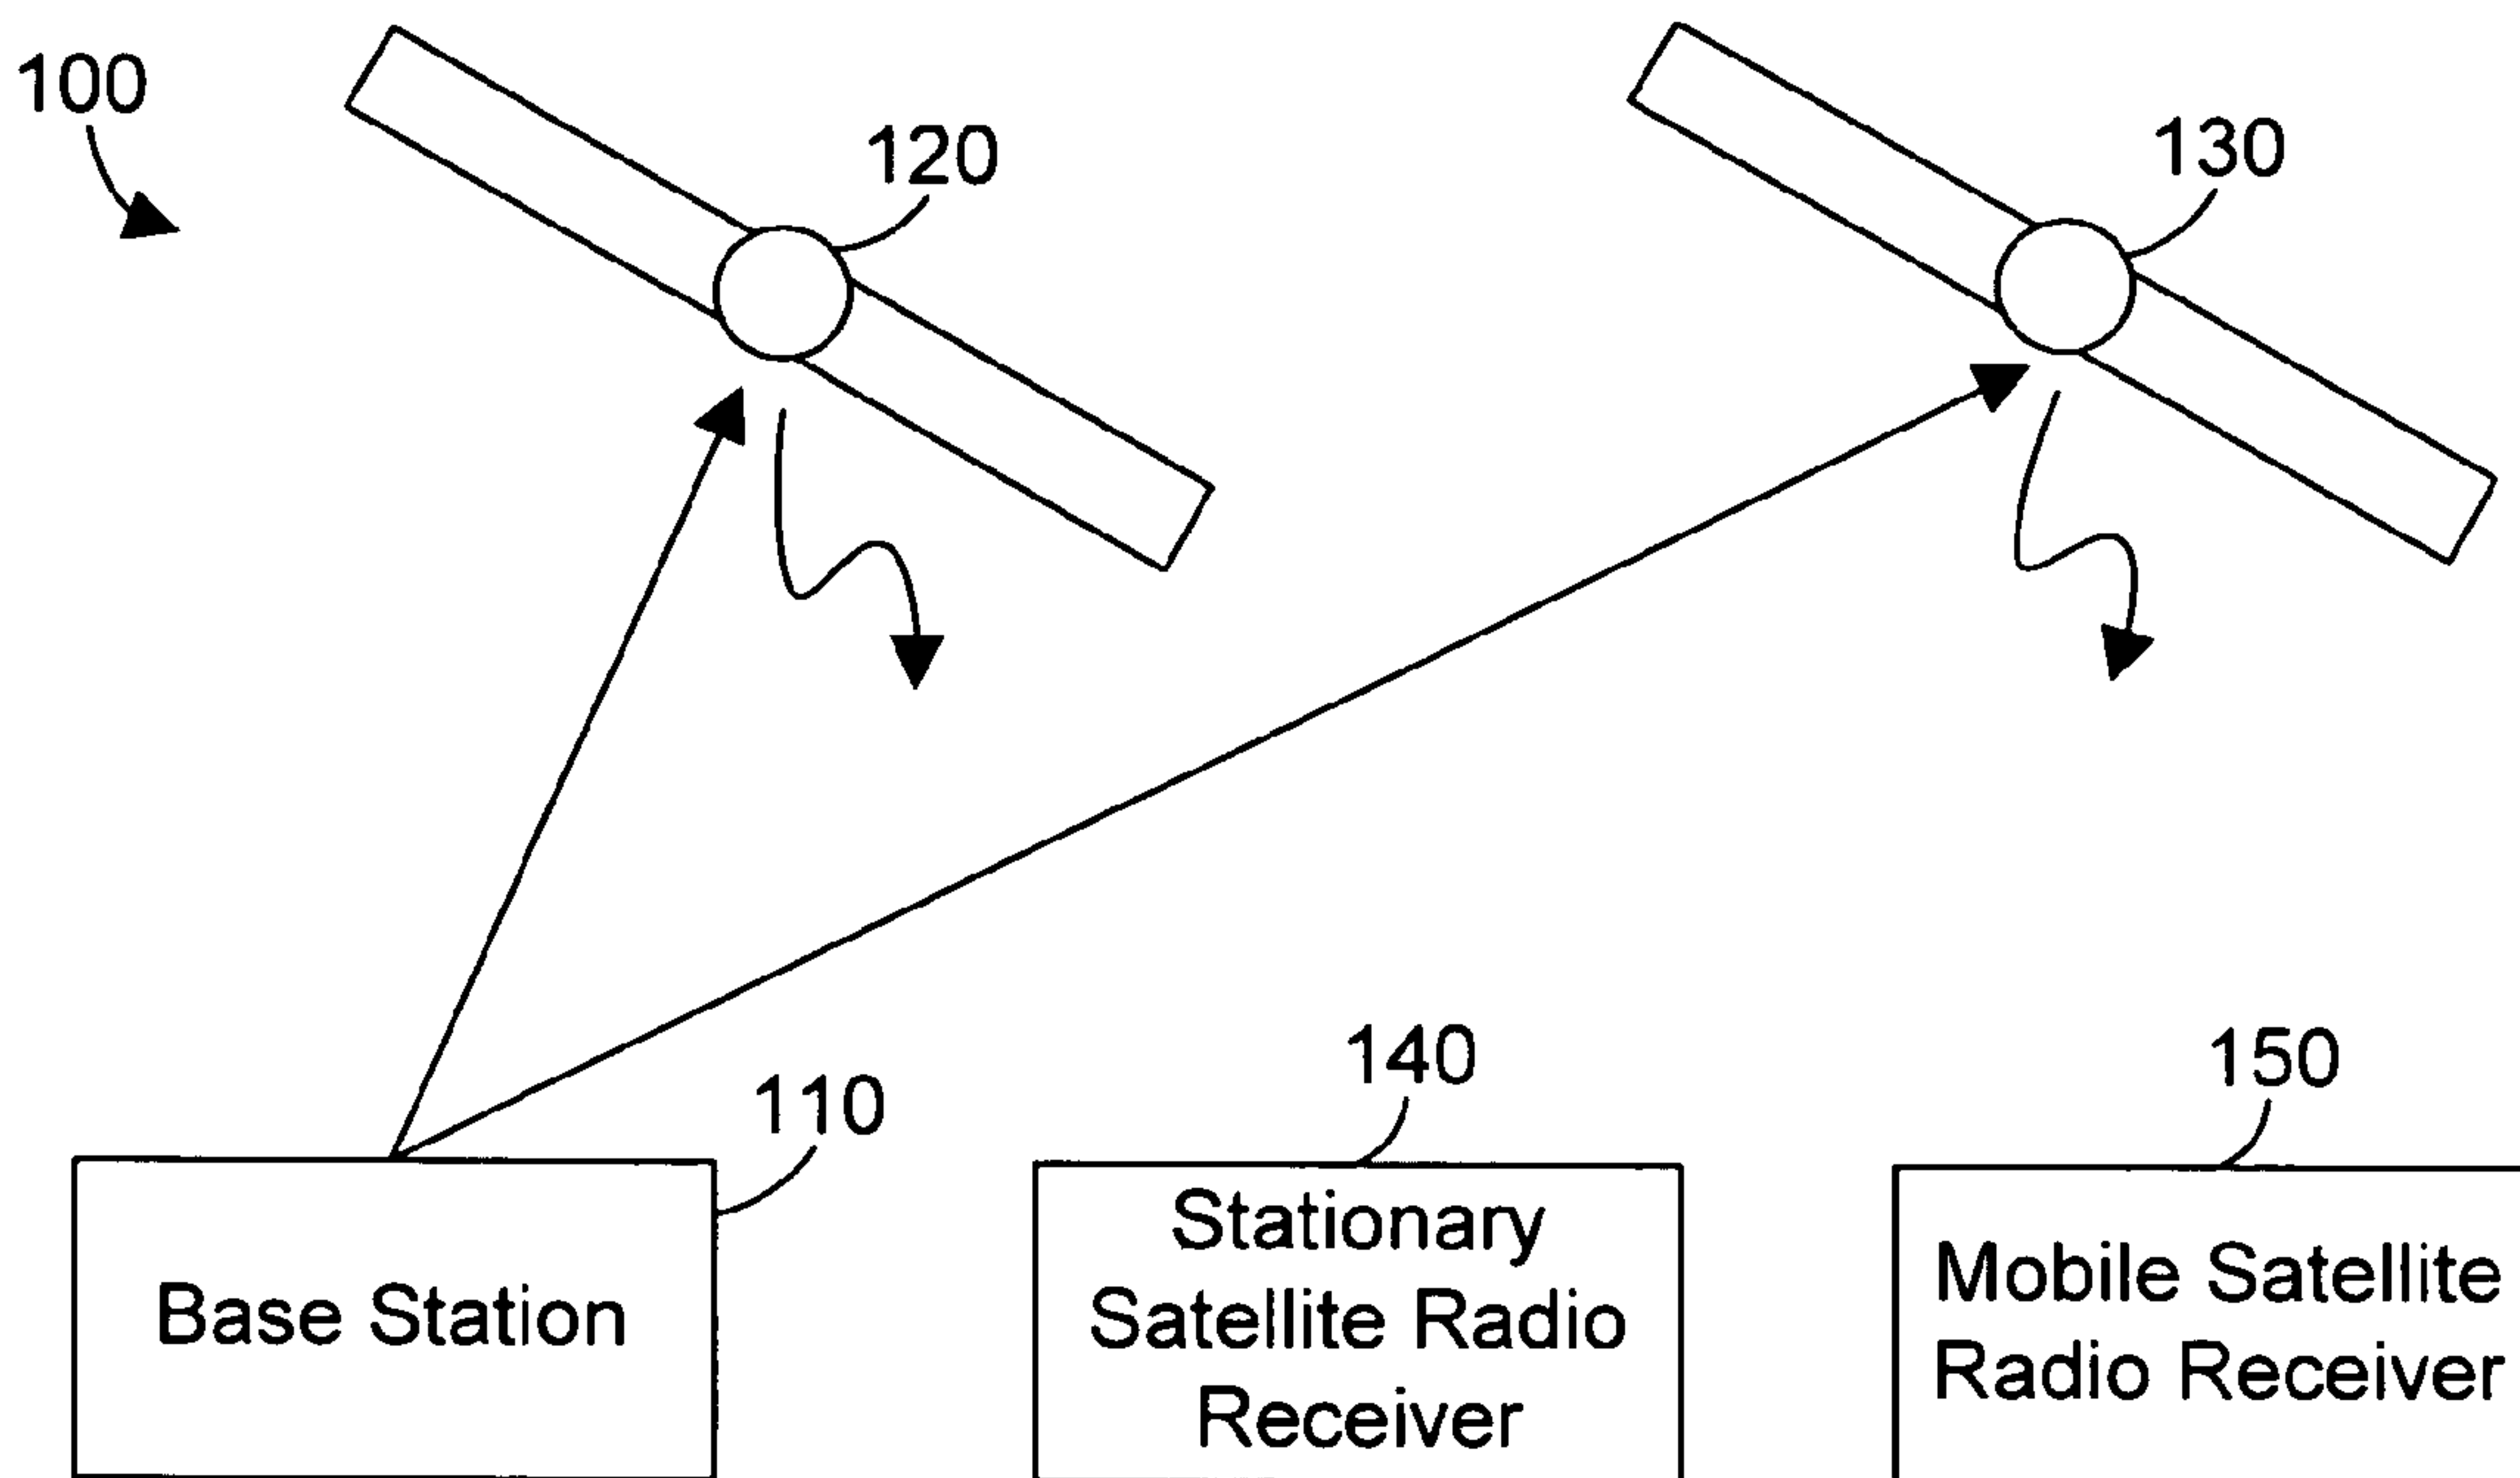 100
120
130
110
140
150
Base Station
Stationary
Satellite Radio
Receiver
Mobile Satellite
Radio Receiver